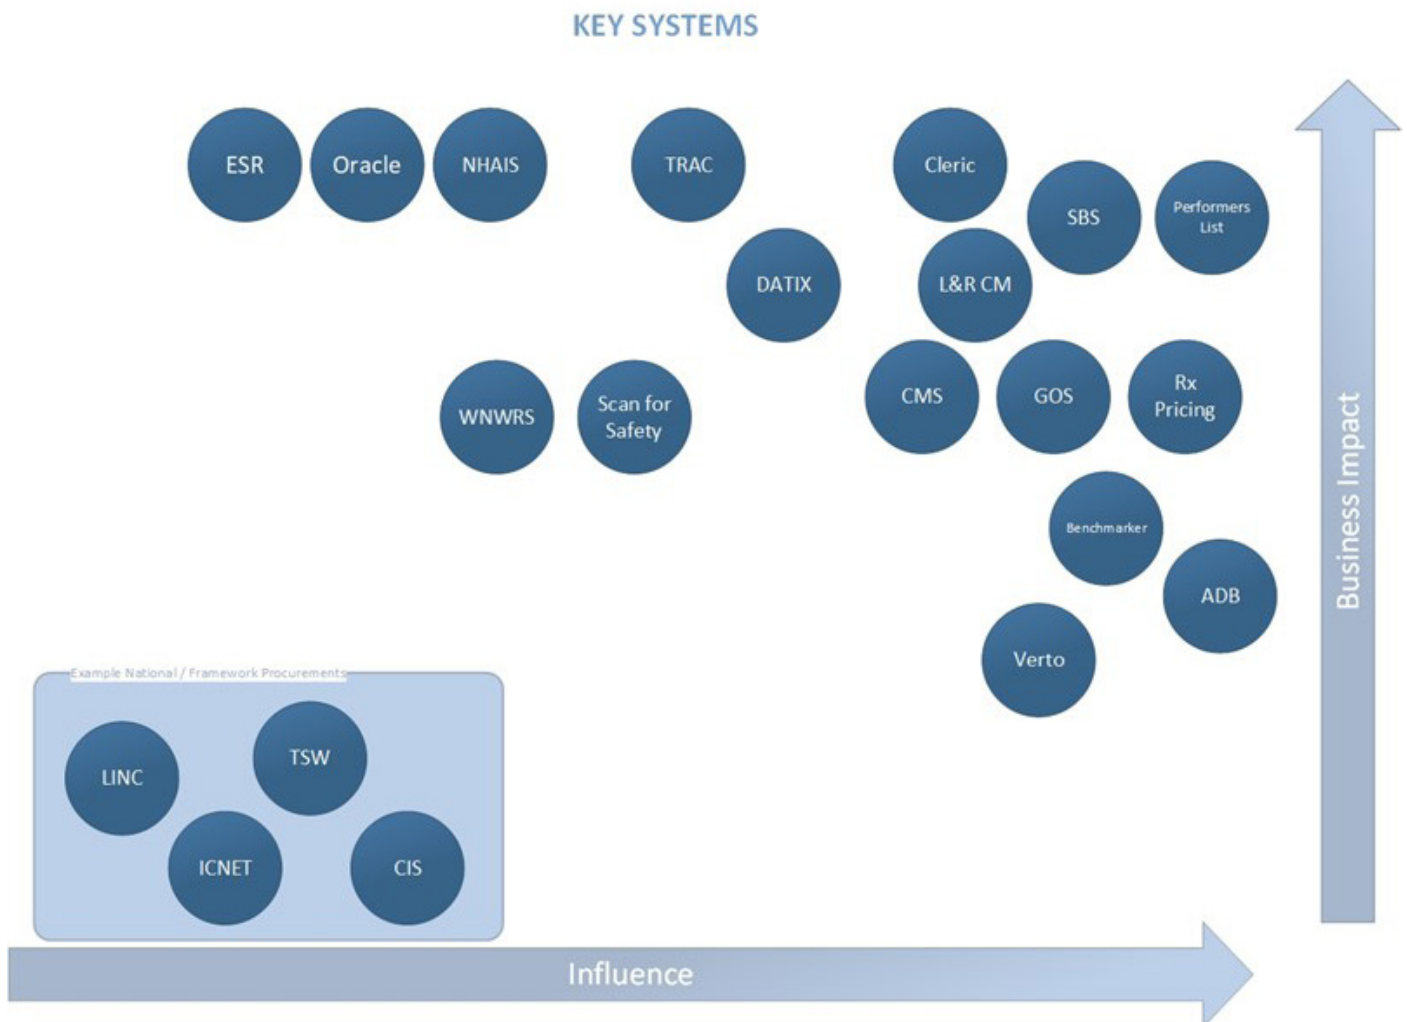 KEY SYSTEMS
ESR
Oracle
NHAIS
TRAC
Cleric
SBS
Performers
List
DATIX
L&R CM
WNWRS
Scan for
Safety
CMS
GOS
Rx
Pricing
Benchmarker
ADB
Verto
Business Impact
Example National / Framework Procurements
LINC
TSW
ICNET
CIS
Influence